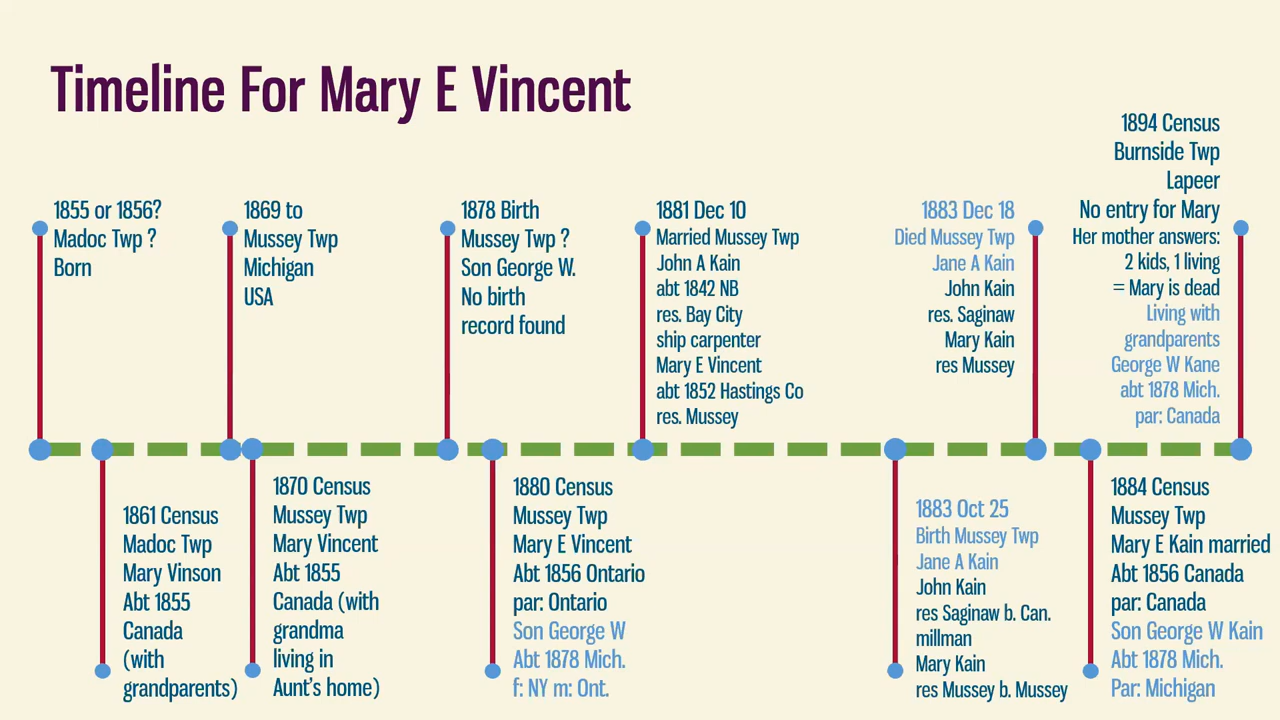 Timeline For Mary E Vincent
1855 or 1856?
Madoc Twp ?
Born
1869 to
Mussey Twp
Michigan
USA
1878 Birth
Mussey Twp ?
Son George W.
No birth
record found
1881 Dec 10
Married Mussey Twp
John A Kain
abt 1842 NB
res. Bay City
ship carpenter
Mary E Vincent
abt 1852 Hastings Co
res. Mussey
1883 Dec 18
Died Mussey Twp
Jane A Kain
John Kain
res. Saginaw
Mary Kain
res Mussey
1894 Census
Burnside Twp
Lapeer
No entry for Mary
Her mother answers:
2 kids, 1 living
= Mary is dead
Living with
grandparents
George W Kane
abt 1878 Mich.
par: Canada
1861 Census
Madoc Twp
Mary Vinson
Abt 1855
Canada
(with
grandparents)
1870 Census
Mussey Twp
Mary Vincent
Abt 1855
Canada (with
grandma
living in
Aunt's home)
1880 Census
Mussey Twp
Mary E Vincent
Abt 1856 Ontario
par: Ontario
Son George W
Abt 1878 Mich.
f: NY m: Ont.
1883 Oct 25
Birth Mussey Twp
Jane A Kain
John Kain
res Saginaw b. Can.
millman
Mary Kain
res Mussey b. Mussey
1884 Census
Mussey Twp
Mary E Kain married
Abt 1856 Canada
par: Canada
Son George W Kain
Abt 1878 Mich.
Par: Michigan